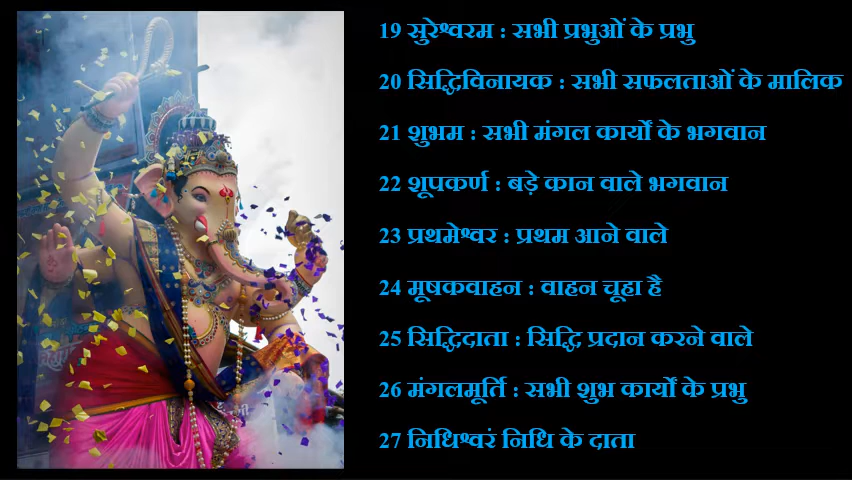 19 सुरेश्वरम : सभी प्रभुओं के प्रभु
20 सिद्धिविनायक : सभी सफलताओं के मालिक
21 शुभम : सभी मंगल कार्यों के भगवान
22 शूपकर्ण : बड़े कान वाले भगवान
23 प्रथमेश्वर : प्रथम आने वाले
24 मूषकवाहन : वाहन चूहा है
25 सिद्धिदाता : सिद्धि प्रदान करने वाले
26 मंगलमूर्ति : सभी शुभ कार्यों के प्रभु
27 निधिश्वरं निधि के दाता